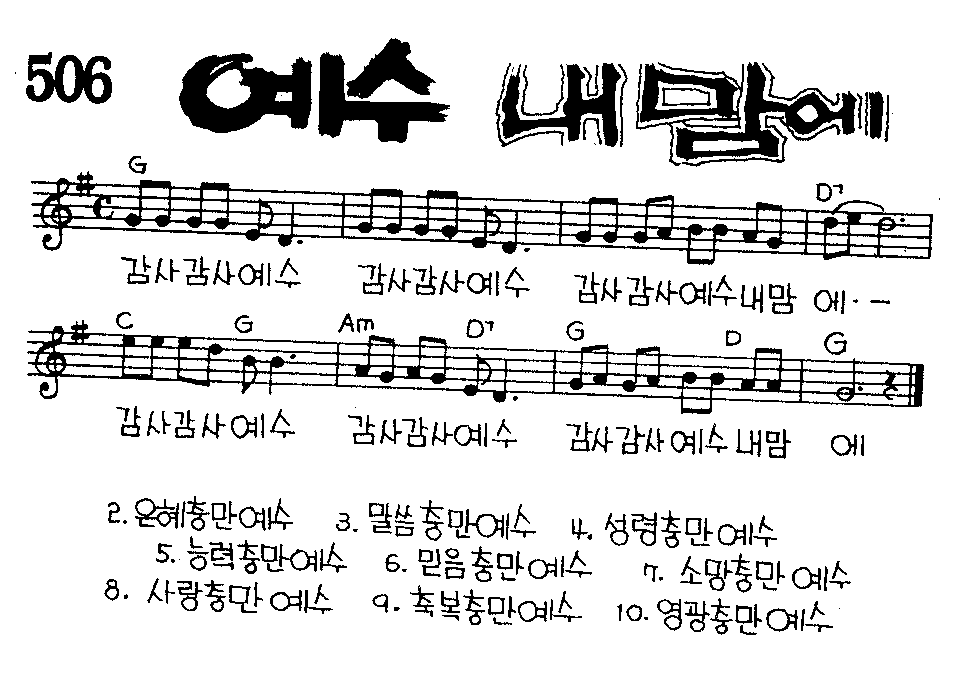 506 예수 내 맘에
G D7
감사감사예수 감사감사예수 감사감사예수내맘 에·-
C G Am D7 G D G
감사감사예수 감사감사예수 감사감사예수내맘 에
2. 은혜충만예수 3. 말씀충만예수 4. 성령충만예수
5. 능력충만예수 6. 믿음충만예수 7. 소망충만예수
8. 사랑충만예수 9. 축복충만예수 10. 영광충만예수